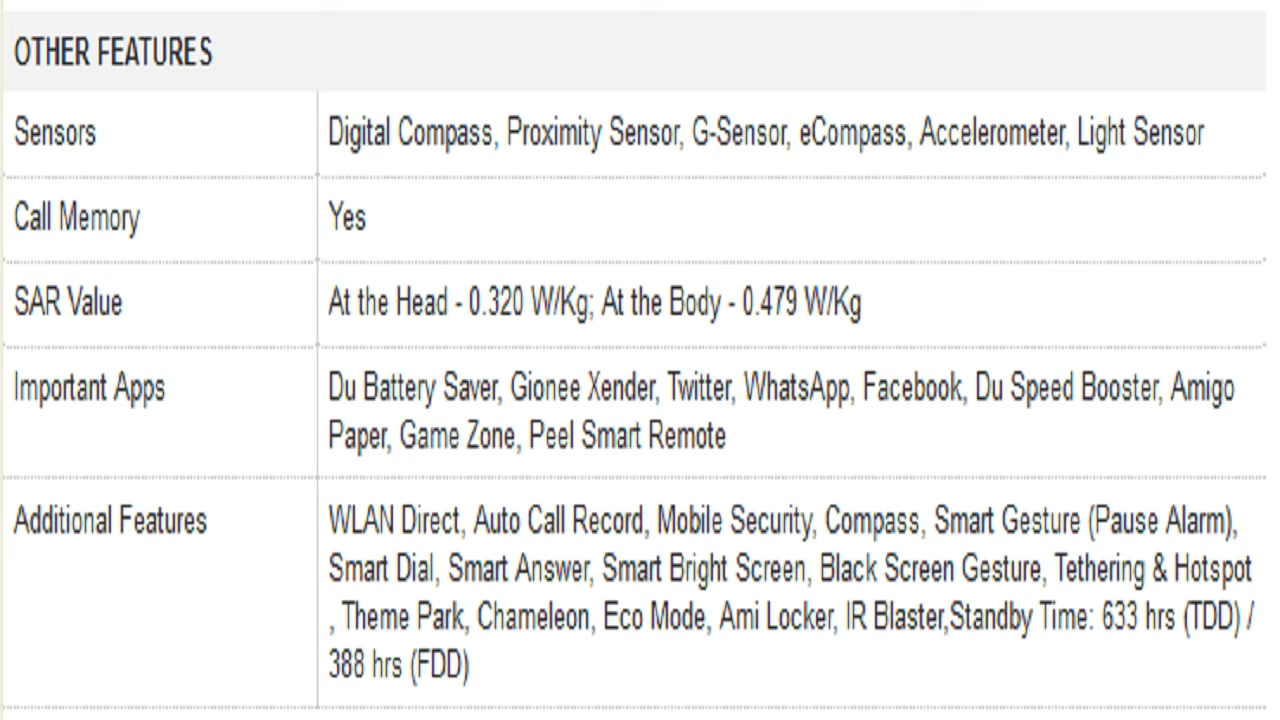 OTHER FEATURES
Sensors
Digital Compass, Proximity Sensor, G-Sensor, eCompass, Accelerometer, Light Sensor
Call Memory
Yes
SAR Value
At the Head - 0.320 W/Kg; At the Body - 0.479 W/Kg
Important Apps
Du Battery Saver, Gionee Xender, Twitter, WhatsApp, Facebook, Du Speed Booster, Amigo
Paper, Game Zone, Peel Smart Remote
Additional Features
WLAN Direct, Auto Call Record, Mobile Security, Compass, Smart Gesture (Pause Alarm),
Smart Dial, Smart Answer, Smart Bright Screen, Black Screen Gesture, Tethering & Hotspot
, Theme Park, Chameleon, Eco Mode, Ami Locker, IR Blaster,Standby Time: 633 hrs (TDD) /
388 hrs (FDD)